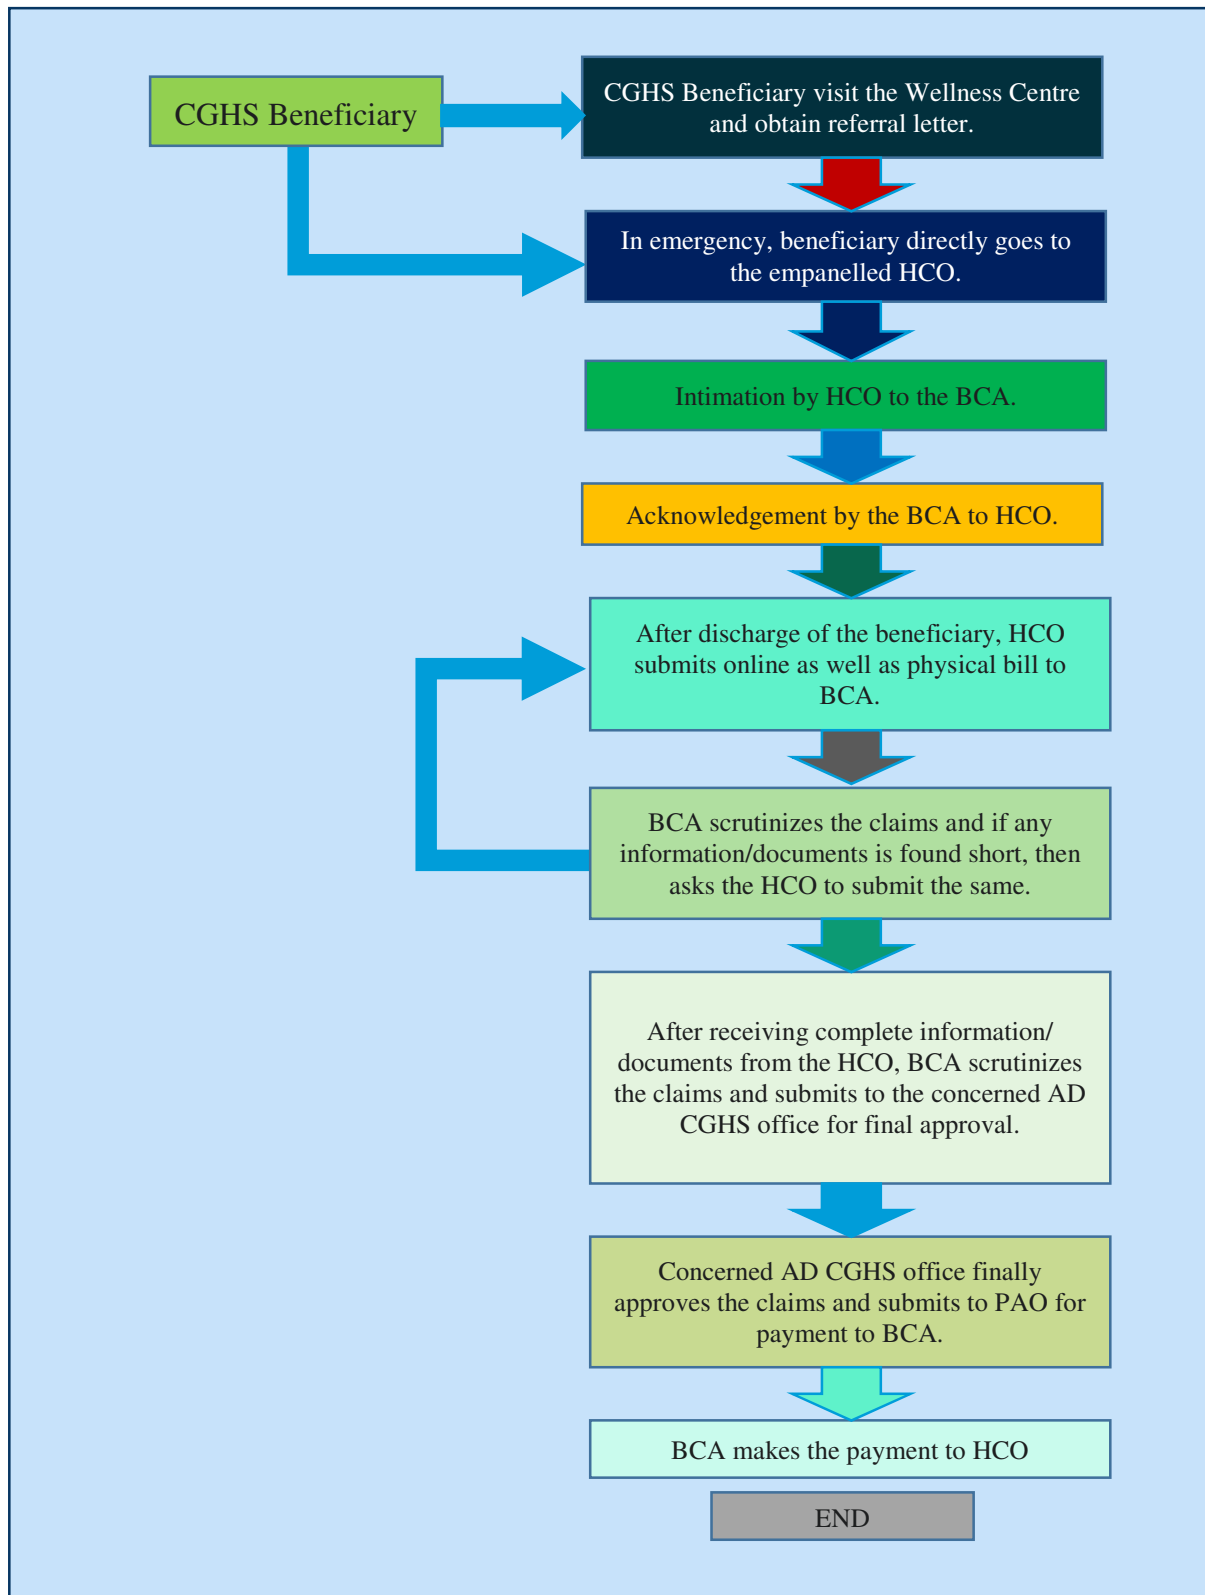 CGHS Beneficiary
CGHS Beneficiary visit the Wellness Centre
and obtain referral letter.
In emergency, beneficiary directly goes to
the empanelled HCO.
Intimation by HCO to the BCA.
Acknowledgement by the BCA to HCO.
After discharge of the beneficiary, HCO
submits online as well as physical bill to
BCA.
BCA scrutinizes the claims and if any
information/documents is found short, then
asks the HCO to submit the same.
After receiving complete information/
documents from the HCO, BCA scrutinizes
the claims and submits to the concerned AD
CGHS office for final approval.
Concerned AD CGHS office finally
approves the claims and submits to PAO for
payment to BCA.
BCA makes the payment to HCO
END